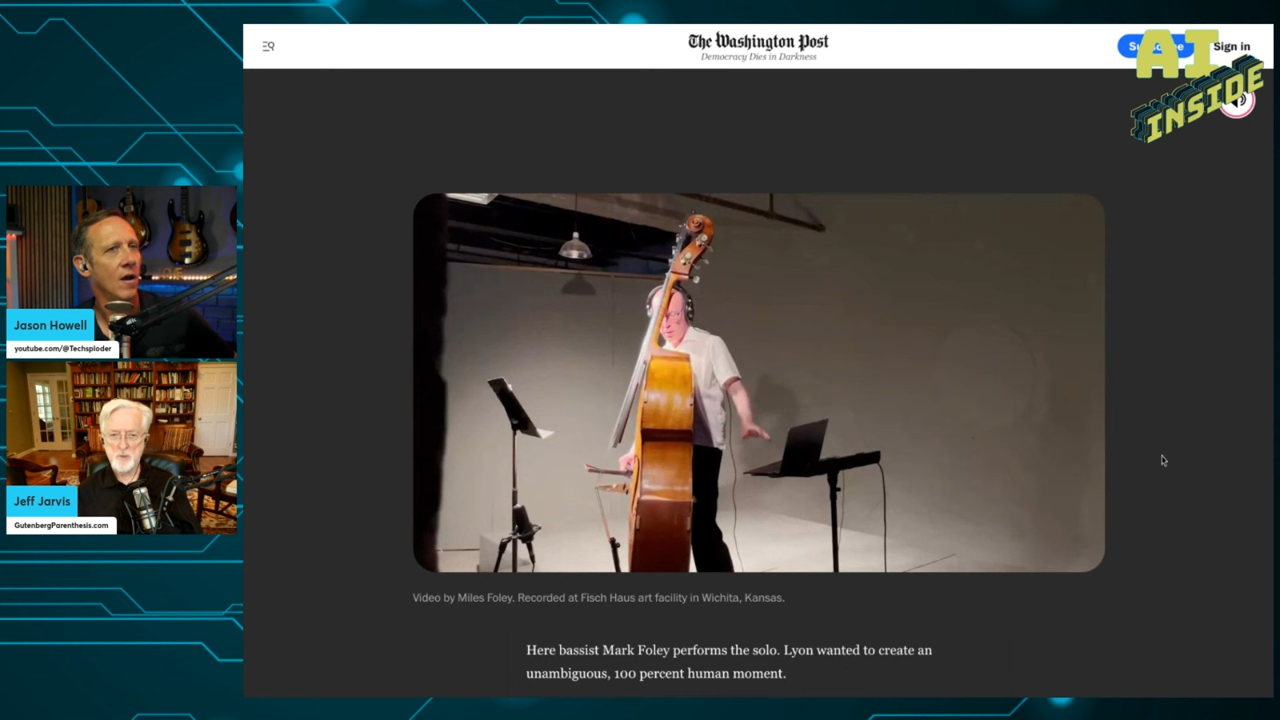 The Washington Post
Democracy Dies in Darkness
Subscribe
Sign in
AI
INSIDE
Jason Howell
youtube.com/@Techsploder
Jeff Jarvis
GutenbergParenthesis.com
Video by Miles Foley. Recorded at Fisch Haus art facility in Wichita, Kansas.
Here bassist Mark Foley performs the solo. Lyon wanted to create an
unambiguous, 100 percent human moment.